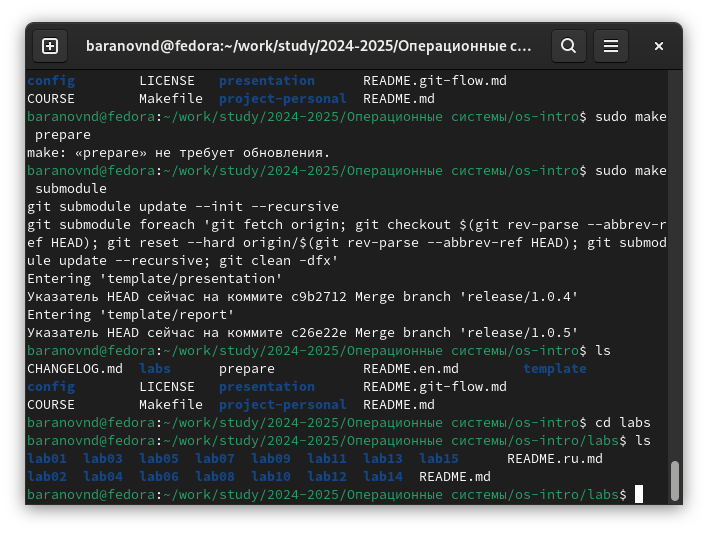 baranovnd@fedora:~/work/study/2024-2025/Операционные с…
config        LICENSE   presentation      README.git-flow.md
COURSE        Makefile  project-personal  README.md
baranovnd@fedora:~/work/study/2024-2025/Операционные системы/os-intro$ sudo make
 prepare
make: «prepare» не требует обновления.
baranovnd@fedora:~/work/study/2024-2025/Операционные системы/os-intro$ sudo make
 submodule
git submodule update --init --recursive
git submodule foreach 'git fetch origin; git checkout $(git rev-parse --abbrev-r
ef HEAD); git reset --hard origin/$(git rev-parse --abbrev-ref HEAD); git submod
ule update --recursive; git clean -dfx'
Entering 'template/presentation'
Указатель HEAD сейчас на коммите c9b2712 Merge branch 'release/1.0.4'
Entering 'template/report'
Указатель HEAD сейчас на коммите c26e22e Merge branch 'release/1.0.5'
baranovnd@fedora:~/work/study/2024-2025/Операционные системы/os-intro$ ls
CHANGELOG.md  labs      prepare           README.en.md        template
config        LICENSE   presentation      README.git-flow.md
COURSE        Makefile  project-personal  README.md
baranovnd@fedora:~/work/study/2024-2025/Операционные системы/os-intro$ cd labs
baranovnd@fedora:~/work/study/2024-2025/Операционные системы/os-intro/labs$ ls
lab01  lab03  lab05  lab07  lab09  lab11  lab13  lab15      README.ru.md
lab02  lab04  lab06  lab08  lab10  lab12  lab14  README.md
baranovnd@fedora:~/work/study/2024-2025/Операционные системы/os-intro/labs$